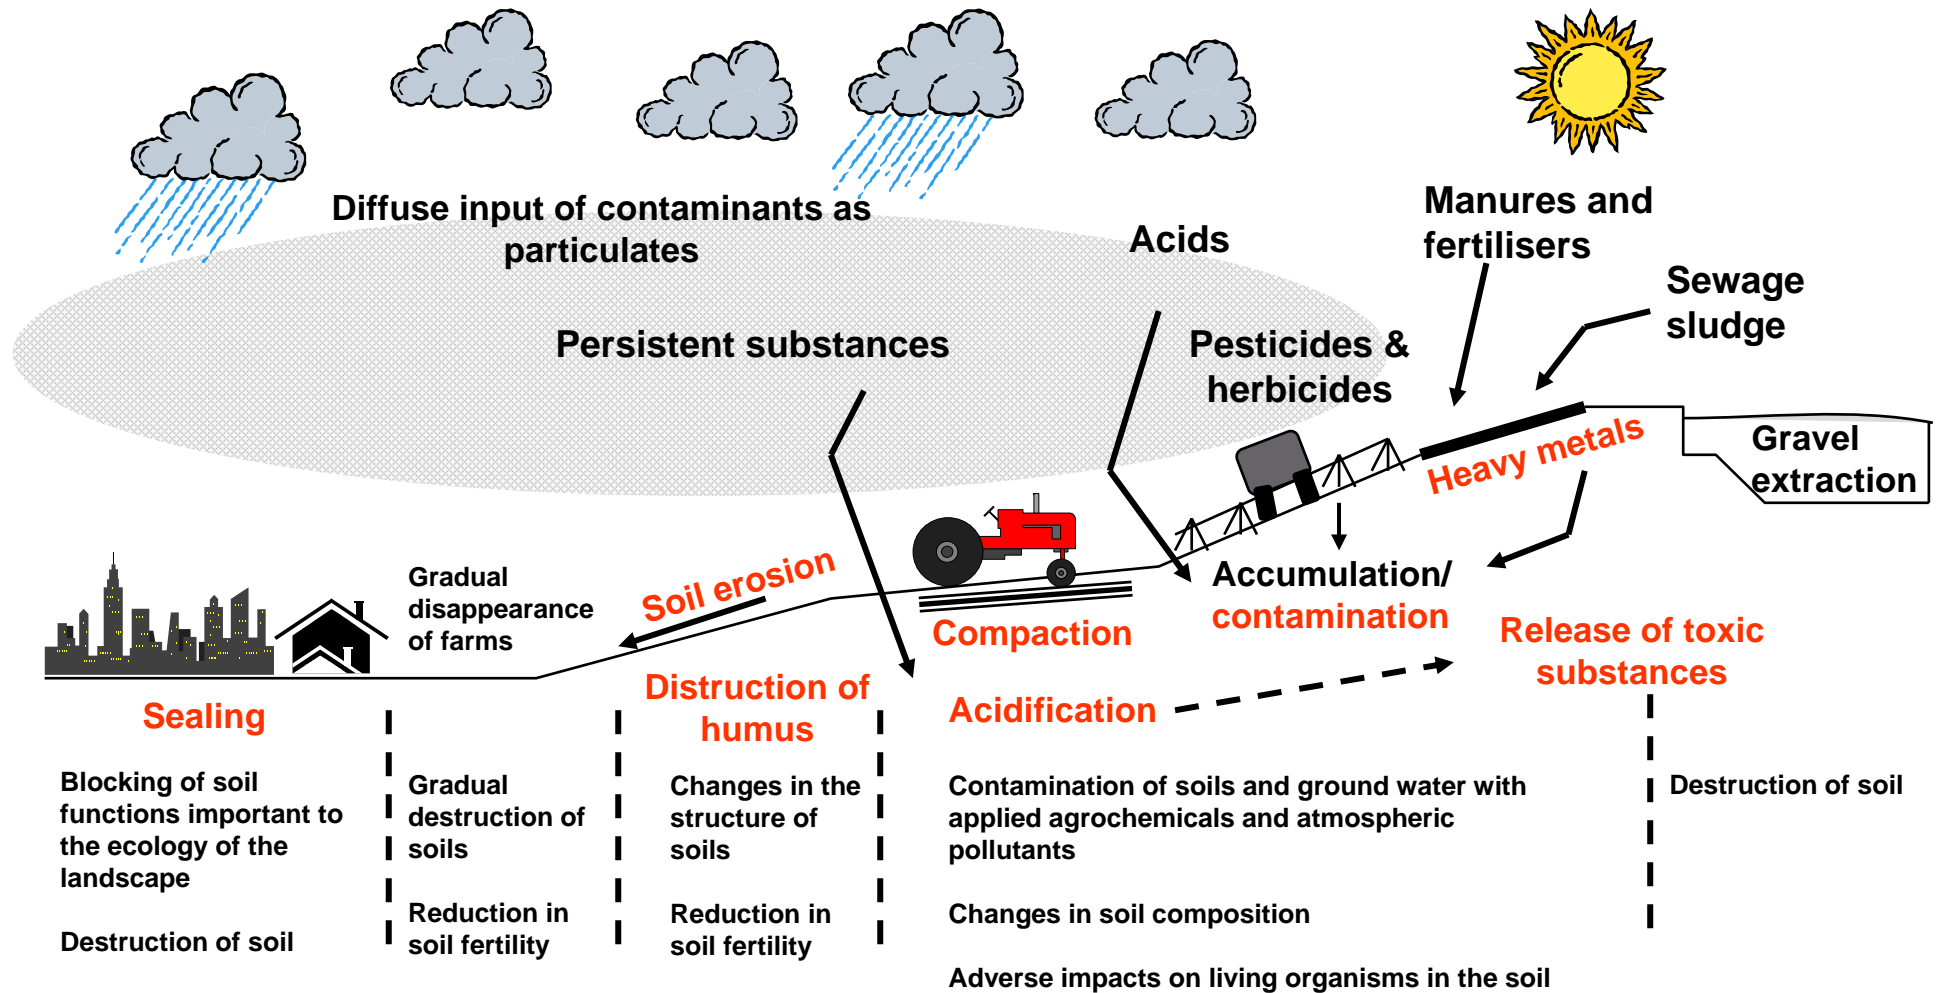 Diffuse input of contaminants as
particulates
Acids
Manures and
fertilisers
Sewage
sludge
Persistent substances
Pesticides &
herbicides
Heavy metals
Gravel
extraction
Gradual
disappearance
of farms
Soil erosion
Compaction
Accumulation/
contamination
Release of toxic
substances
Sealing
Distruction of
humus
Acidification
Blocking of soil
functions important to
the ecology of the
landscape
Destruction of soil
Gradual
destruction of
soils
Reduction in
soil fertility
Changes in the
structure of
soils
Reduction in
soil fertility
Contamination of soils and ground water with
applied agrochemicals and atmospheric
pollutants
Changes in soil composition
Adverse impacts on living organisms in the soil
Destruction of soil